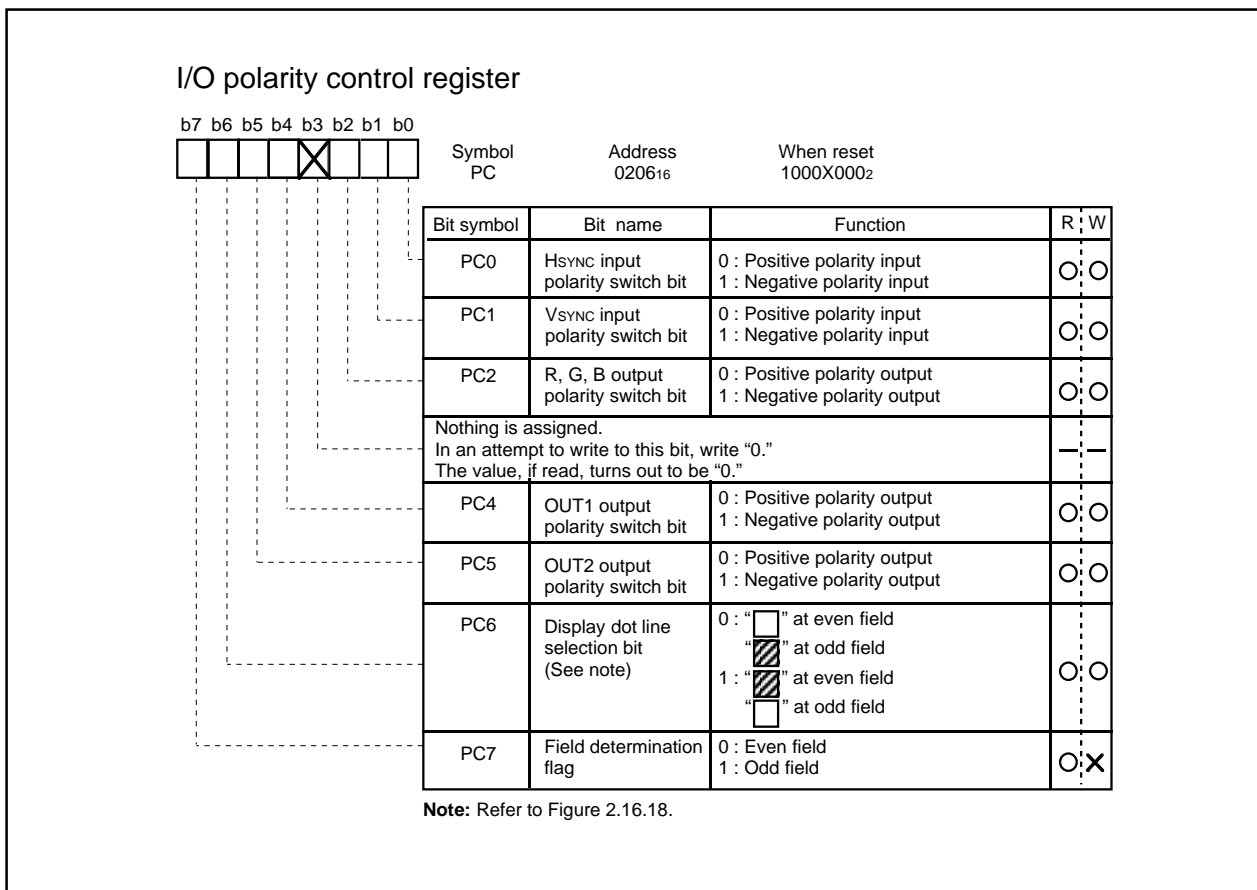 I/O polarity control register
b7 b6 b5 b4 b3 b2 b1 b0
Symbol Address When reset
PC 020616 1000X0002
Bit symbol Bit name Function R W
PC0 HSYNC input 0 : Positive polarity input
polarity switch bit 1 : Negative polarity input
PC1 VSYNC input 0 : Positive polarity input
polarity switch bit 1 : Negative polarity input
PC2 R, G, B output 0 : Positive polarity output
polarity switch bit 1 : Negative polarity output
Nothing is assigned.
In an attempt to write to this bit, write “0.”
The value, if read, turns out to be “0.”
PC4 OUT1 output 0 : Positive polarity output
polarity switch bit 1 : Negative polarity output
PC5 OUT2 output 0 : Positive polarity output
polarity switch bit 1 : Negative polarity output
PC6 Display dot line 0 : “ ” at even field
selection bit “ ” at odd field
(See note) 1 : “ ” at even field
“ ” at odd field
PC7 Field determination 0 : Even field
flag 1 : Odd field
Note: Refer to Figure 2.16.18.